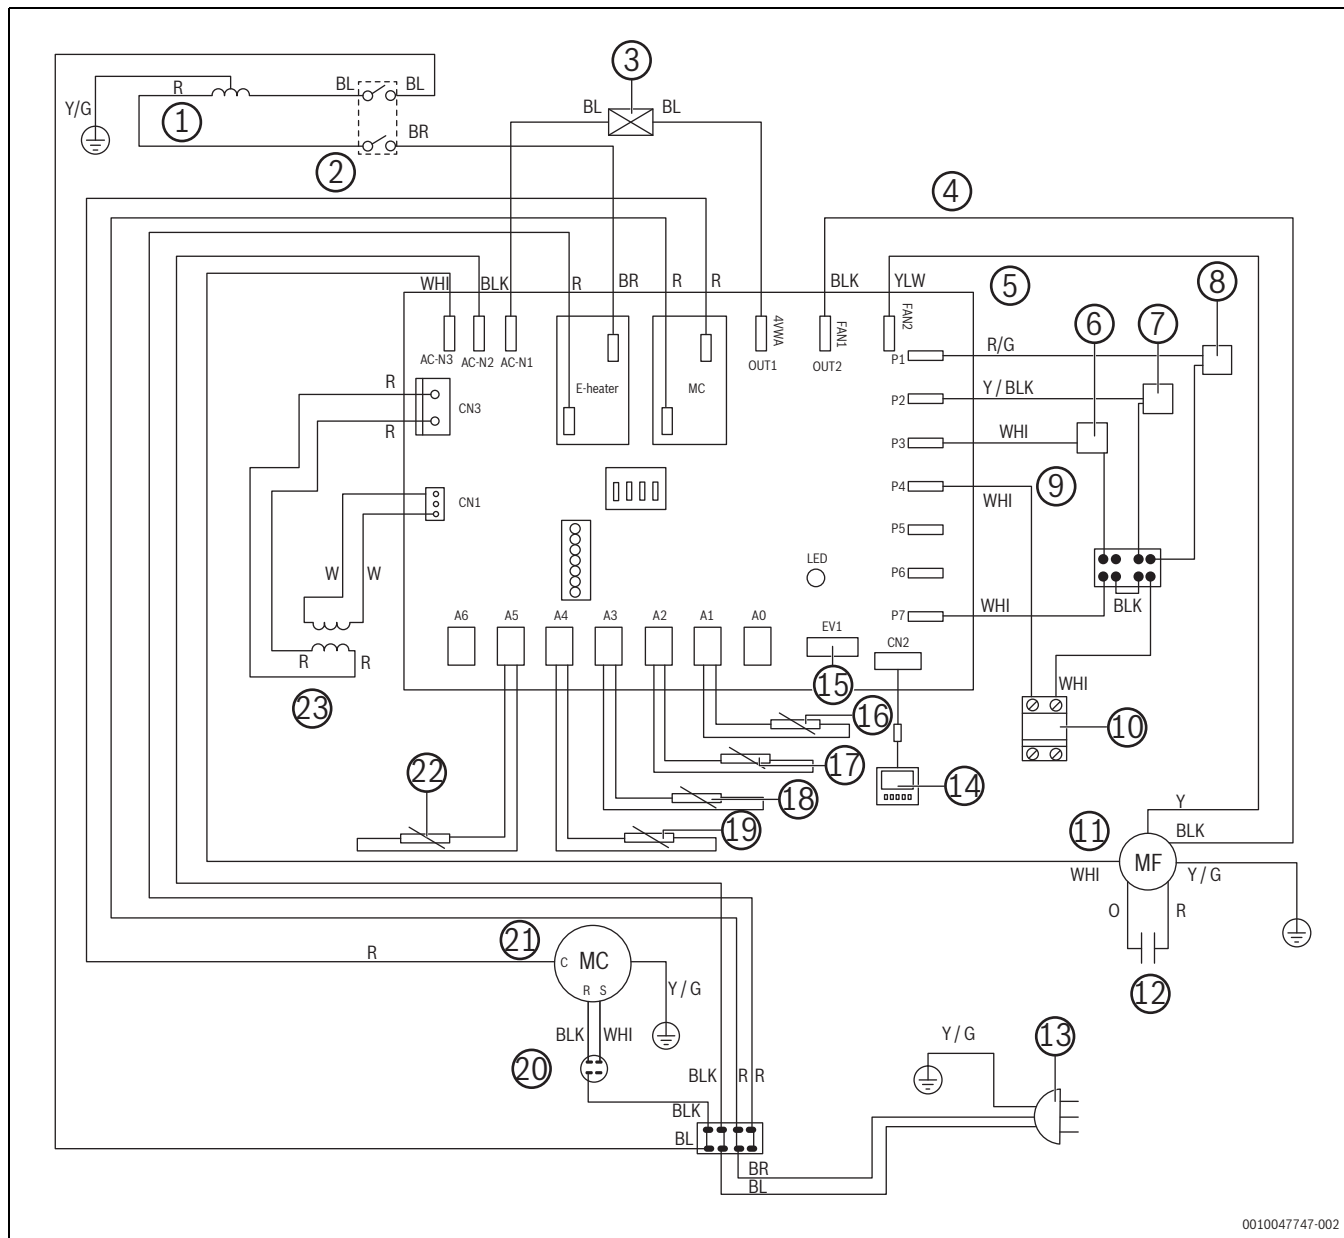 3
R
BL
BL
Y/G
1
BL
BL
BR
2
4
WHI
BLK
R
BR
R
R
BLK
YLW
5
8
6
7
4VWA
FAN1
FAN2
AC-N3
AC-N2
AC-N1
OUT1
OUT2
P1
R/G
R
CN3
E-heater
MC
P2
Y / BLK
R
P3
WHI
P4
9
WHI
CN1
P5
LED
W
W
P6
P7
WHI
BLK
A6
A5
A4
A3
A2
A1
A0
EV1
CN2
R
R
23
15
WHI
16
10
17
22
18
14
19
Y
11
BLK
MF
WHI
Y / G
O
R
21
R
C
MC
R
S
Y / G
12
BLK
WHI
Y / G
13
20
BLK
R
R
BLK
BL
BR
BL
0010047747-002